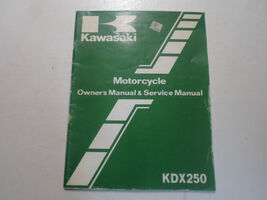 Kawasaki
Motorcycle
Owners Manual & Service Manual
KDX250